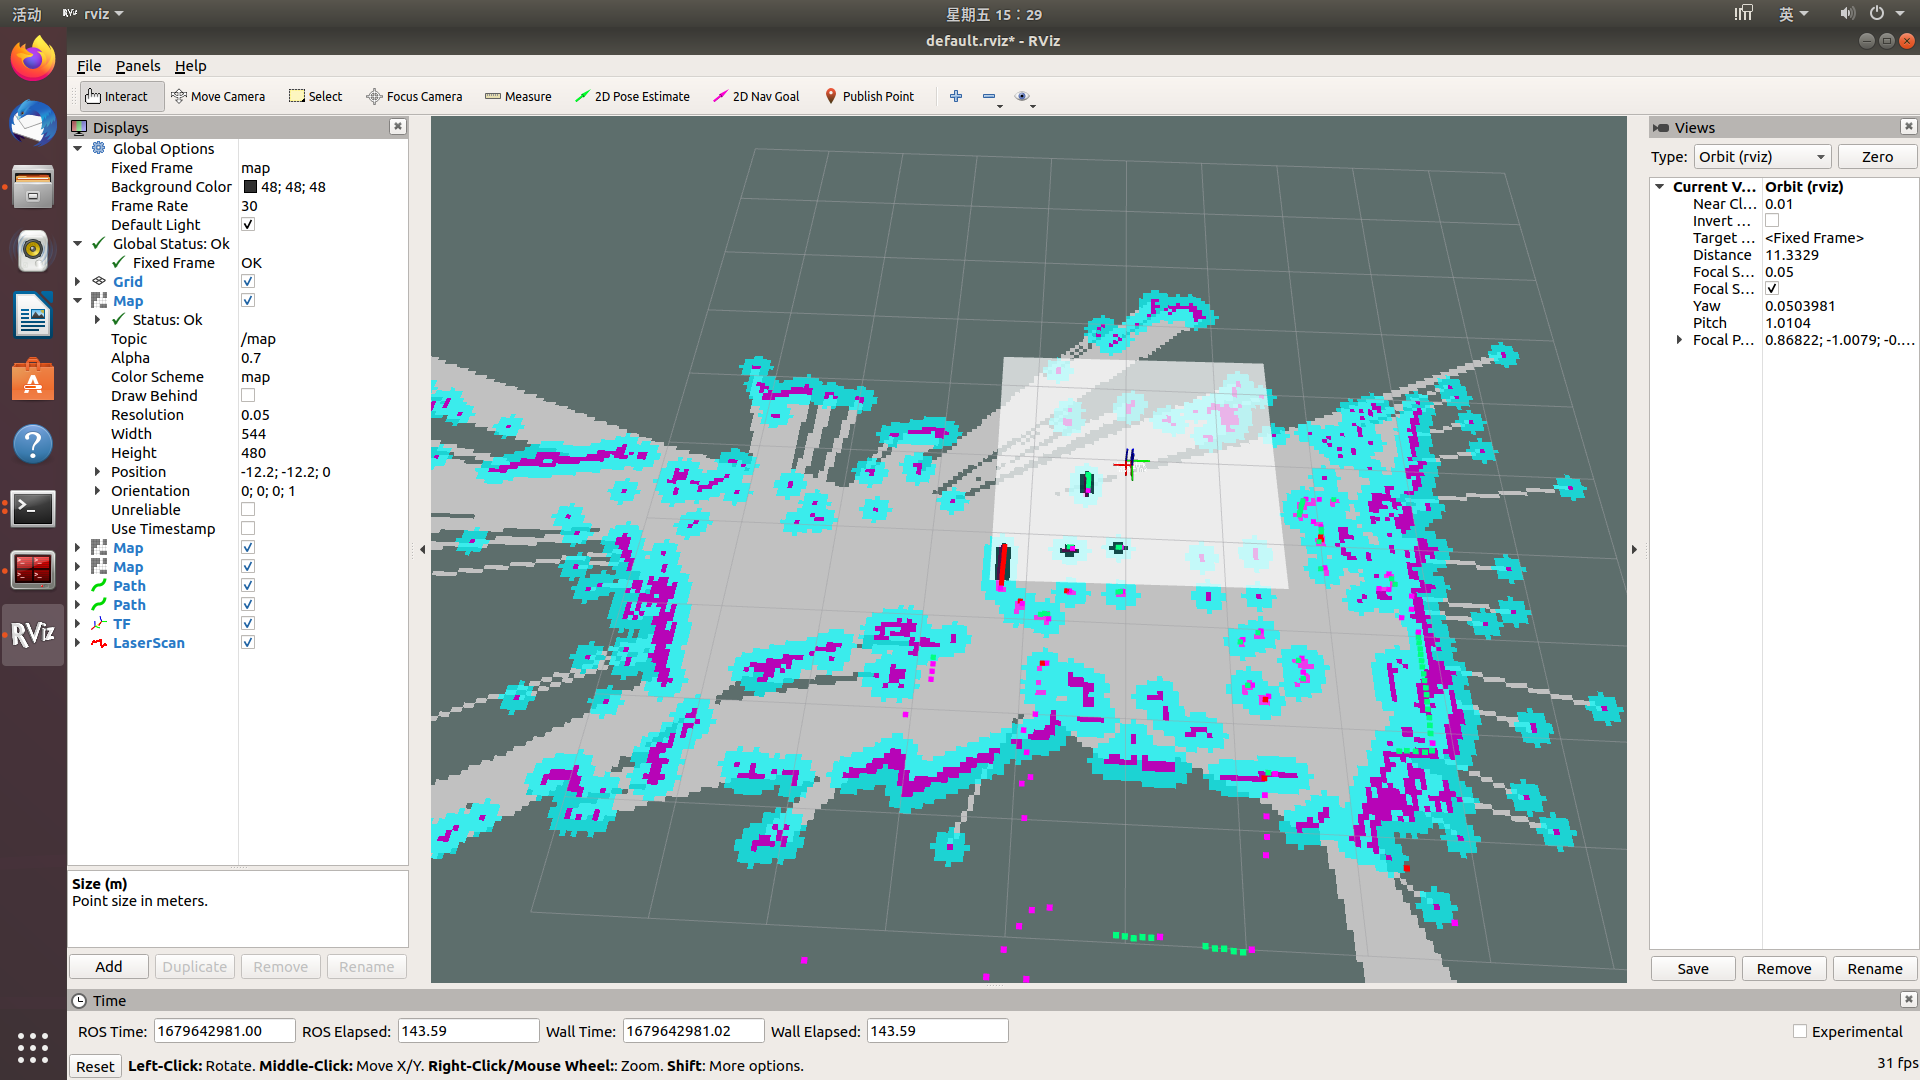 活动
rviz
星期五 15：29
英
default.rviz* - RViz
File Panels Help
Interact Move Camera Select Focus Camera Measure 2D Pose Estimate 2D Nav Goal Publish Point
Displays
Global Options
Fixed Frame map
Background Color 48; 48; 48
Frame Rate 30
Default Light
Global Status: Ok
Fixed Frame OK
Grid
Map
Status: Ok
Topic /map
Alpha 0.7
Color Scheme map
Draw Behind
Resolution 0.05
Width 544
Height 480
Position -12.2; -12.2; 0
Orientation 0; 0; 0; 1
Unreliable
Use Timestamp
Map
Map
Path
Path
TF
LaserScan
Size (m)
Point size in meters.
Add Duplicate Remove Rename
RViz
Views
Type: Orbit (rviz) Zero
Current V... Orbit (rviz)
Near Cl... 0.01
Invert ...
Target ... <Fixed Frame>
Distance 11.3329
Focal S... 0.05
Focal S...
Yaw 0.0503981
Pitch 1.0104
Focal P... 0.86822; -1.0079; -0....
Save Remove Rename
Time
ROS Time: 1679642981.00 ROS Elapsed: 143.59 Wall Time: 1679642981.02 Wall Elapsed: 143.59
Experimental
Reset Left-Click: Rotate. Middle-Click: Move X/Y. Right-Click/Mouse Wheel:: Zoom. Shift: More options.
31 fps